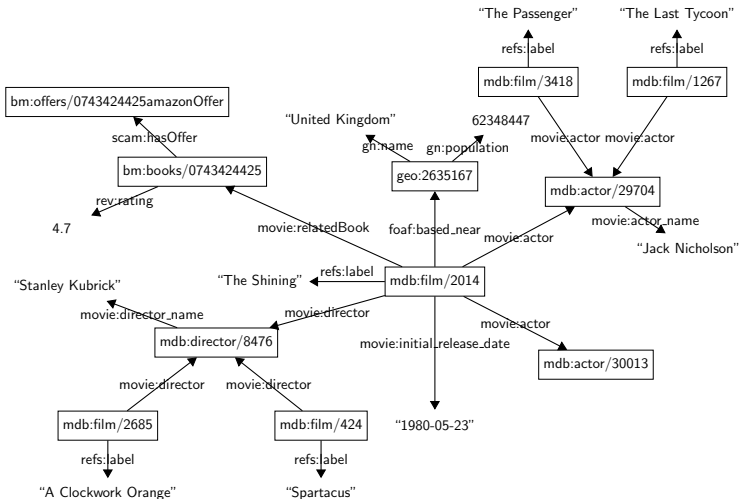 “The Passenger”
“The Last Tycoon”
refs:label
refs:label
mdb:film/3418
mdb:film/1267
bm:offers/0743424425amazonOffer
“United Kingdom”
62348447
scam:hasOffer
gn:name
gn:population
movie:actor
movie:actor
bm:books/0743424425
geo:2635167
mdb:actor/29704
rev:rating
4.7
movie:relatedBook
foaf:based_near
movie:actor
movie:actor_name
“Jack Nicholson”
“Stanley Kubrick”
“The Shining”
refs:label
mdb:film/2014
movie:director_name
movie:director
movie:actor
mdb:director/8476
movie:initial_release_date
mdb:actor/30013
movie:director
movie:director
mdb:film/2685
mdb:film/424
“1980-05-23”
refs:label
refs:label
“A Clockwork Orange”
“Spartacus”